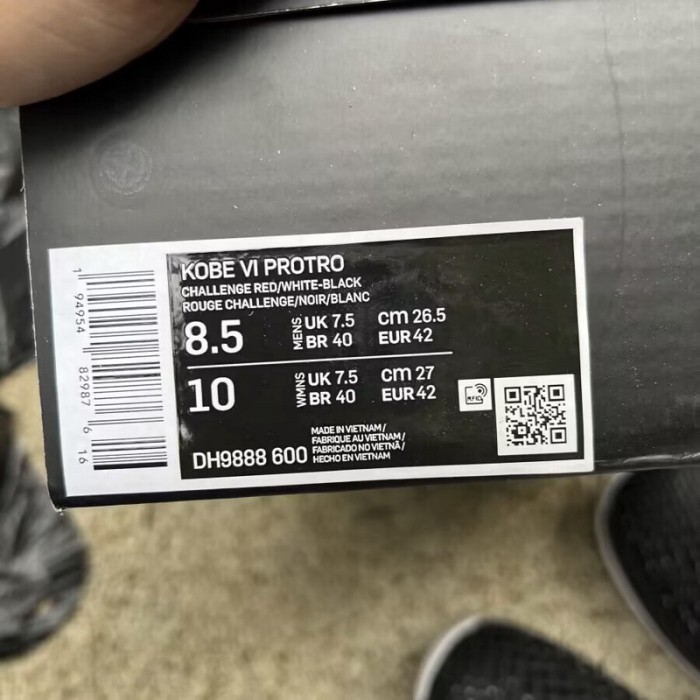 KOBE VI PROTRO
CHALLENGE RED/WHITE-BLACK
ROUGE CHALLENGE/NOIR/BLANC
8.5 MENS UK 7.5 cm 26.5
BR 40 EUR 42
10 WMNS UK 7.5 cm 27
BR 40 EUR 42
RFID
DH9888 600
MADE IN VIETNAM/
FABRIQUE AU VIETNAM/
FABRICADO NO VIETNÃ/
HECHO EN VIETNAM
1 94954 82987 6 16